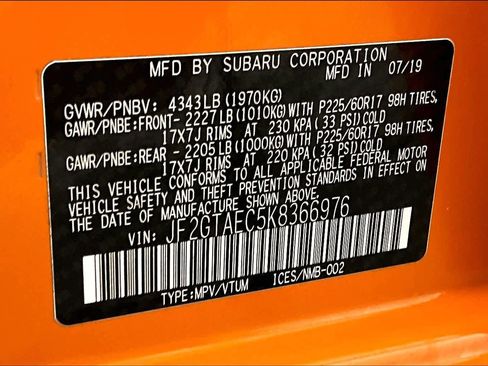 MFD BY SUBARU CORPORATION
MFD IN 07/19
GVWR/PNBV: 4343LB (1970KG)
GAWR/PNBE:FRONT- 2227LB (1010KG)WITH P225/60R17 98H TIRES,
17X7J RIMS AT 230 KPA (33 PSI)COLD
GAWR/PNBE:REAR - 2205LB (1000KG)WITH P225/60R17 98H TIRES,
17X7J RIMS AT 220 KPA (32 PSI)COLD
THIS VEHICLE CONFORMS TO ALL APPLICABLE FEDERAL MOTOR
VEHICLE SAFETY AND THEFT PREVENTION STANDARDS IN EFFECT ON
THE DATE OF MANUFACTURE SHOWN ABOVE.
VIN: JF2GTAEC5K8366976
TYPE:MPV/VTUM ICES/NMB-002